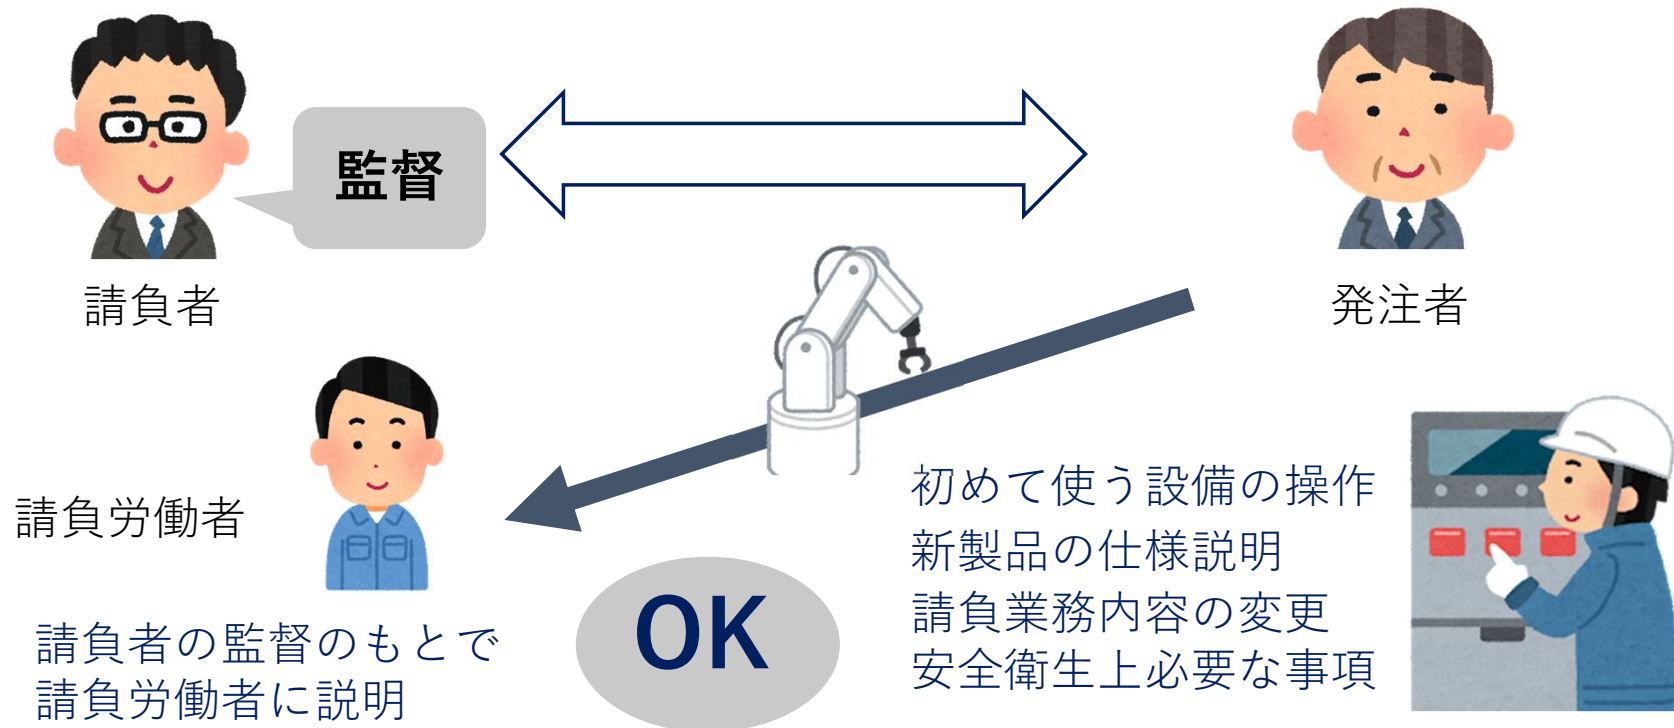 監督
請負者
発注者
請負労働者
初めて使う設備の操作
新製品の仕様説明
請負業務内容の変更
安全衛生上必要な事項
OK
請負者の監督のもとで
請負労働者に説明